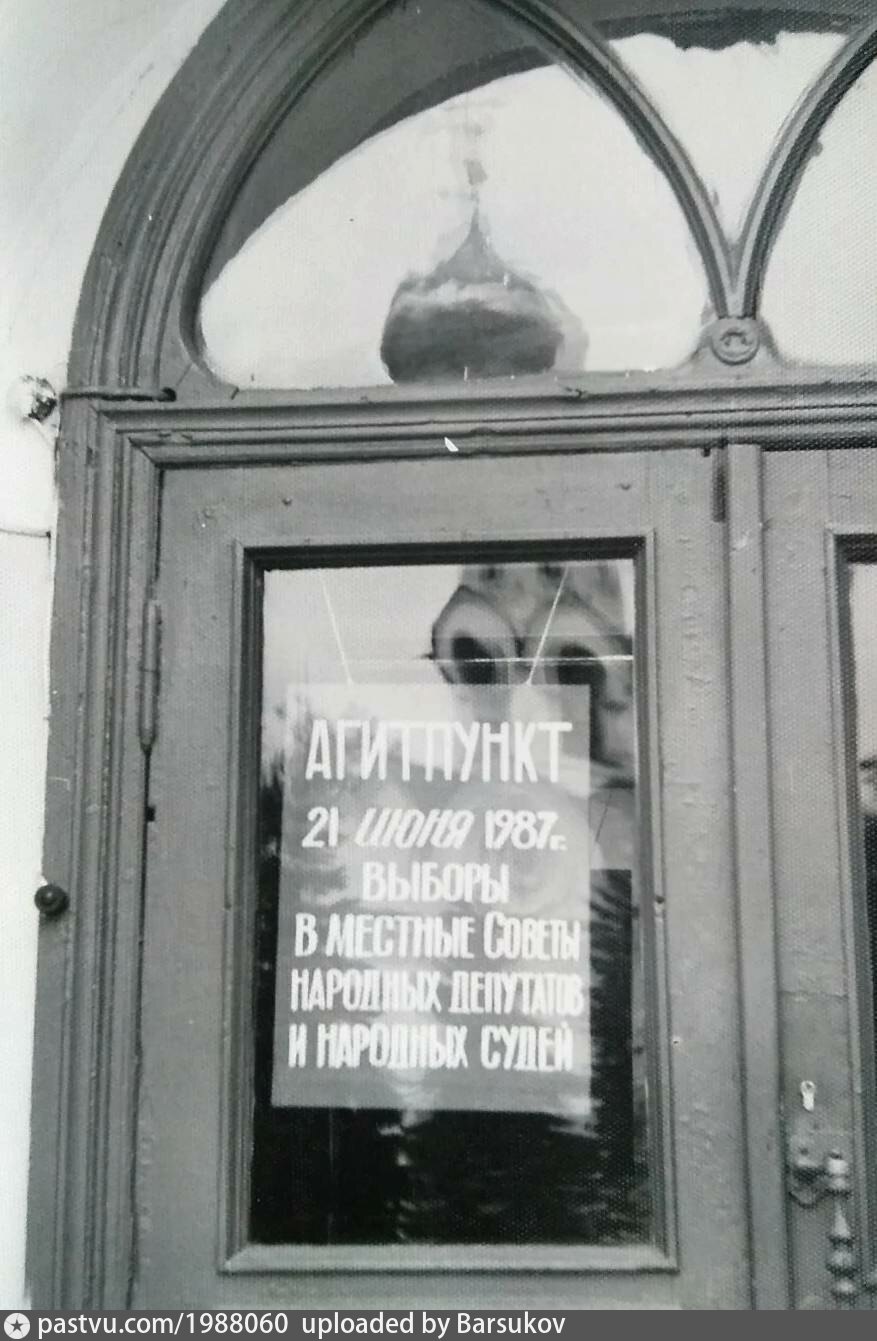 АГИТПУНКТ
21 июня 1987г.
ВЫБОРЫ
В МЕСТНЫЕ СОВЕТЫ
НАРОДНЫХ ДЕПУТАТОВ
И НАРОДНЫХ СУДЕЙ
pastvu.com/1988060 uploaded by Barsukov